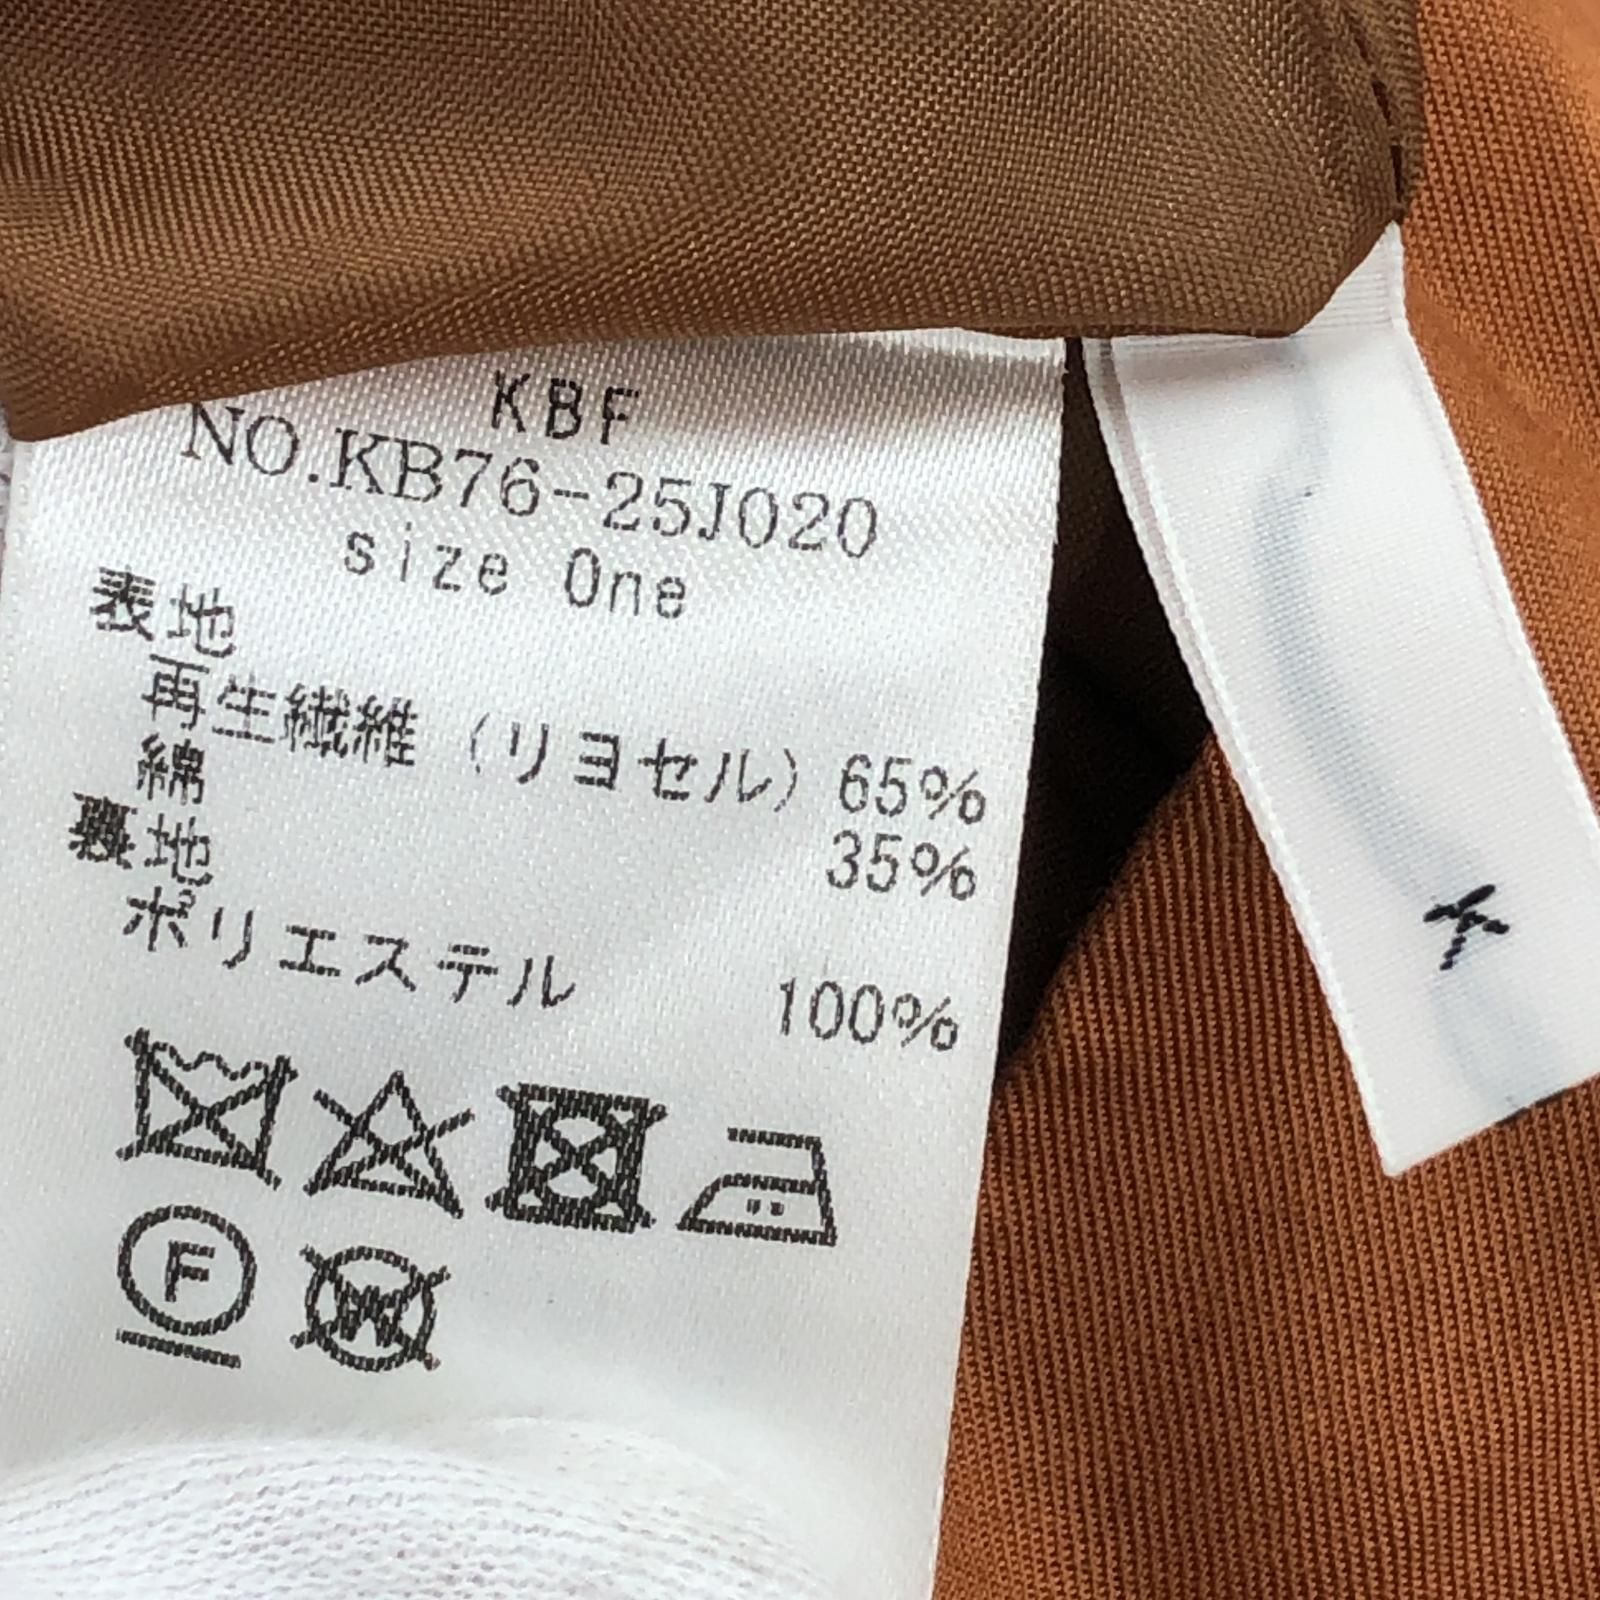 KBF
NO.KB76-25J020
size One
表地
再生繊維 (リヨセル) 65%
綿 35%
裏地
ポリエステル 100%
F
W